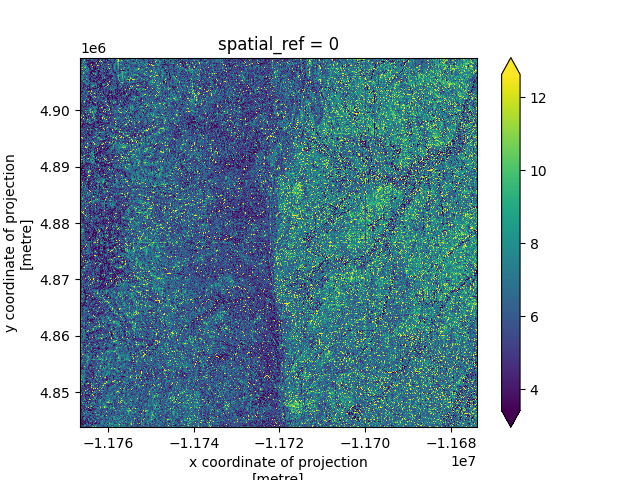 spatial_ref = 0
1e6
4.90
4.89
4.88
4.87
4.86
4.85
y coordinate of projection
[metre]
−1.176
−1.174
−1.172
−1.170
−1.168
1e7
x coordinate of projection
[metre]
12
10
8
6
4